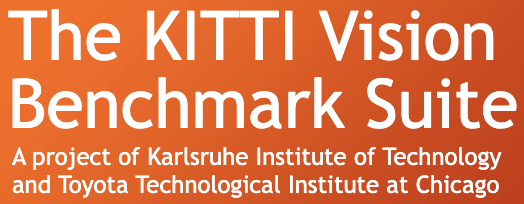 The KITTI Vision
Benchmark Suite
A project of Karlsruhe Institute of Technology
and Toyota Technological Institute at Chicago